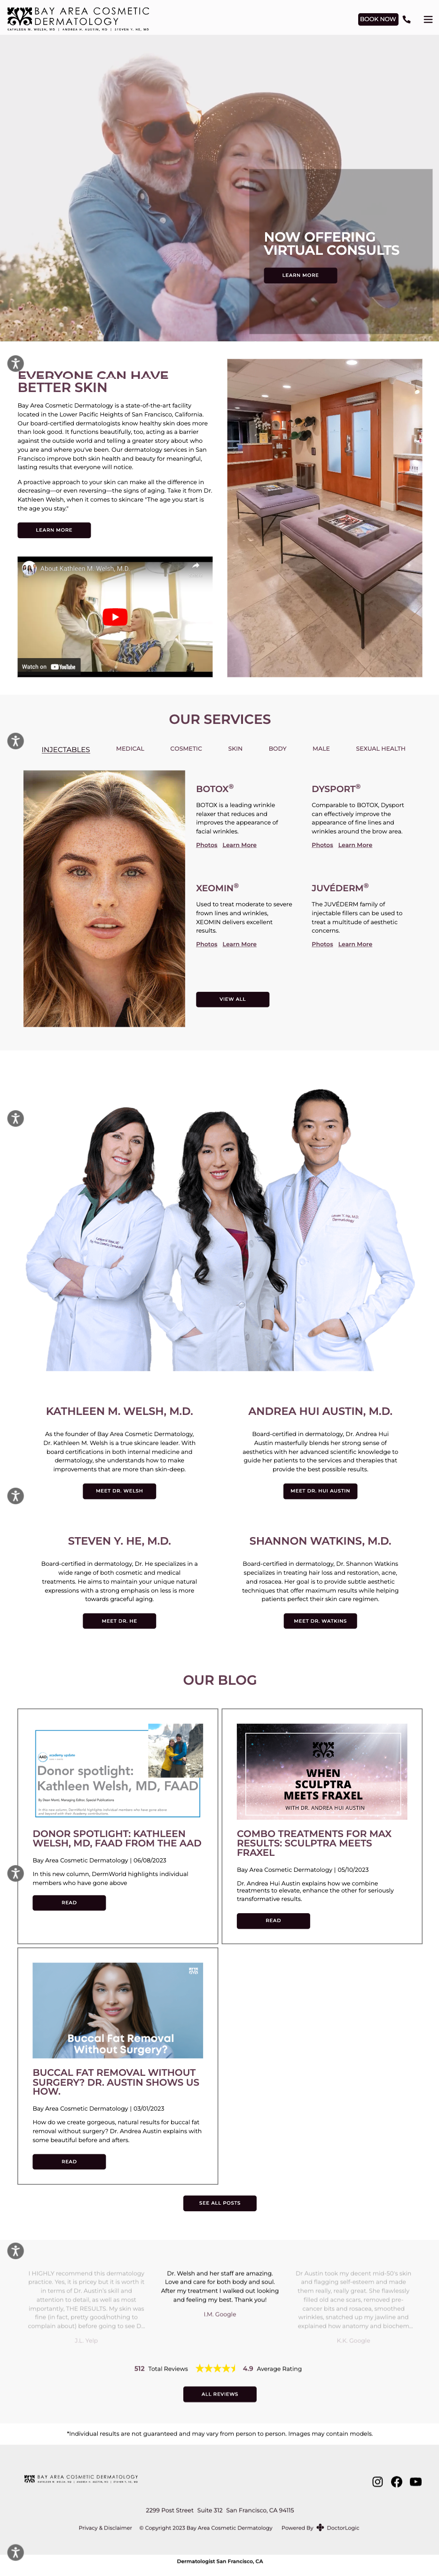 BAY AREA COSMETIC
DERMATOLOGY
KATHLEEN M. WELSH, MD | ANDREA H. AUSTIN, MD | STEVEN Y. HE, MD
BOOK NOW
NOW OFFERING
VIRTUAL CONSULTS
LEARN MORE
EVERYONE CAN HAVE
BETTER SKIN
Bay Area Cosmetic Dermatology is a state-of-the-art facility
located in the Lower Pacific Heights of San Francisco, California.
Our board-certified dermatologists know healthy skin does more
than look good. It functions beautifully, too, acting as a barrier
against the outside world and telling a greater story about who
you are and where you've been. Our dermatology services in San
Francisco improve both skin health and beauty for meaningful,
lasting results that everyone will notice.
A proactive approach to your skin can make all the difference in
decreasing—or even reversing—the signs of aging. Take it from Dr.
Kathleen Welsh, when it comes to skincare "The age you start is
the age you stay."
LEARN MORE
About Kathleen M. Welsh, M.D.
Watch on YouTube
OUR SERVICES
INJECTABLES
MEDICAL
COSMETIC
SKIN
BODY
MALE
SEXUAL HEALTH
BOTOX®
BOTOX is a leading wrinkle
relaxer that reduces and
improves the appearance of
facial wrinkles.
Photos Learn More
DYSPORT®
Comparable to BOTOX, Dysport
can effectively improve the
appearance of fine lines and
wrinkles around the brow area.
Photos Learn More
XEOMIN®
Used to treat moderate to severe
frown lines and wrinkles,
XEOMIN delivers excellent
results.
Photos Learn More
JUVÉDERM®
The JUVÉDERM family of
injectable fillers can be used to
treat a multitude of aesthetic
concerns.
Photos Learn More
VIEW ALL
KATHLEEN M. WELSH, M.D.
As the founder of Bay Area Cosmetic Dermatology,
Dr. Kathleen M. Welsh is a true skincare leader. With
board certifications in both internal medicine and
dermatology, she understands how to make
improvements that are more than skin-deep.
MEET DR. WELSH
ANDREA HUI AUSTIN, M.D.
Board-certified in dermatology, Dr. Andrea Hui
Austin masterfully blends her strong sense of
aesthetics with her advanced scientific knowledge to
guide her patients to the services and therapies that
provide the best possible results.
MEET DR. HUI AUSTIN
STEVEN Y. HE, M.D.
Board-certified in dermatology, Dr. He specializes in a
wide range of both cosmetic and medical
treatments. He aims to maintain your unique natural
expressions with a strong emphasis on less is more
towards graceful aging.
MEET DR. HE
SHANNON WATKINS, M.D.
Board-certified in dermatology, Dr. Shannon Watkins
specializes in treating hair loss and restoration, acne,
and rosacea. Her goal is to provide subtle aesthetic
techniques that offer maximum results while helping
patients perfect their skin care regimen.
MEET DR. WATKINS
OUR BLOG
Donor spotlight:
Kathleen Welsh, MD, FAAD
DONOR SPOTLIGHT: KATHLEEN
WELSH, MD, FAAD FROM THE AAD
Bay Area Cosmetic Dermatology | 06/08/2023
In this new column, DermWorld highlights individual
members who have gone above
READ
WHEN
SCULPTRA
MEETS FRAXEL
WITH DR. ANDREA HUI AUSTIN
COMBO TREATMENTS FOR MAX
RESULTS: SCULPTRA MEETS
FRAXEL
Bay Area Cosmetic Dermatology | 05/10/2023
Dr. Andrea Hui Austin explains how we combine
treatments to elevate, enhance the other for seriously
transformative results.
READ
Buccal Fat Removal
Without Surgery?
BUCCAL FAT REMOVAL WITHOUT
SURGERY? DR. AUSTIN SHOWS US
HOW.
Bay Area Cosmetic Dermatology | 03/01/2023
How do we create gorgeous, natural results for buccal fat
removal without surgery? Dr. Andrea Austin explains with
some beautiful before and afters.
READ
SEE ALL POSTS
I HIGHLY recommend this dermatology
practice. Yes, it is pricey but it is worth it
in terms of Dr. Austin's skill and
attention to detail, as well as most
importantly, THE RESULTS. My skin was
fine (in fact, pretty good/nothing to
complain about) before going to see D...
J.L. Yelp
Dr. Welsh and her staff are amazing.
Love and care for both body and soul.
After my treatment I walked out looking
and feeling my best. Thank you!
I.M. Google
Dr Austin took my decent mid-50's skin
and flagging self-esteem and made
them really, really great. She flawlessly
filled old acne scars, removed pre-
cancer bits and rosacea, smoothed
wrinkles, snatched up my jawline and
explained how anatomy and biochem...
K.K. Google
512 Total Reviews 4.9 Average Rating
ALL REVIEWS
*Individual results are not guaranteed and may vary from person to person. Images may contain models.
BAY AREA COSMETIC DERMATOLOGY
2299 Post Street Suite 312 San Francisco, CA 94115
Privacy & Disclaimer © Copyright 2023 Bay Area Cosmetic Dermatology Powered By DoctorLogic
Dermatologist San Francisco, CA